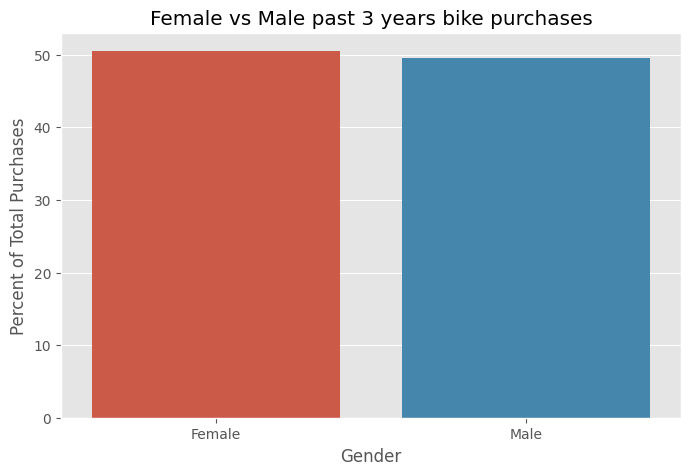 Female vs Male past 3 years bike purchases
Percent of Total Purchases
50
40
30
20
10
0
Female Male
Gender